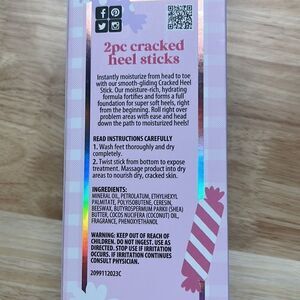 2pc cracked
heel sticks
Instantly moisturize from head to toe
with our smooth-gliding Cracked Heel
Stick. Our moisture-rich, hydrating
formula fortifies and forms a full
foundation for super soft heels, right
from the beginning. Roll right over
problem areas with ease and head
down the path to moisturized heels!
READ INSTRUCTIONS CAREFULLY
1. Wash feet thoroughly and dry
completely.
2. Twist stick from bottom to expose
treatment. Massage product into dry
areas to nourish dry, cracked skin.
INGREDIENTS:
MINERAL OIL, PETROLATUM, ETHYLHEXYL
PALMITATE, POLYISOBUTENE, CERESIN,
BEESWAX, BUTYROSPERMUM PARKII (SHEA)
BUTTER, COCOS NUCIFERA (COCONUT) OIL,
FRAGRANCE, PHENOXYETHANOL
WARNING: KEEP OUT OF REACH OF
CHILDREN. DO NOT INGEST. USE AS
DIRECTED. STOP USE IF IRRITATION
OCCURS. IF IRRITATION CONTINUES
CONSULT PHYSICIAN.
2099112023C